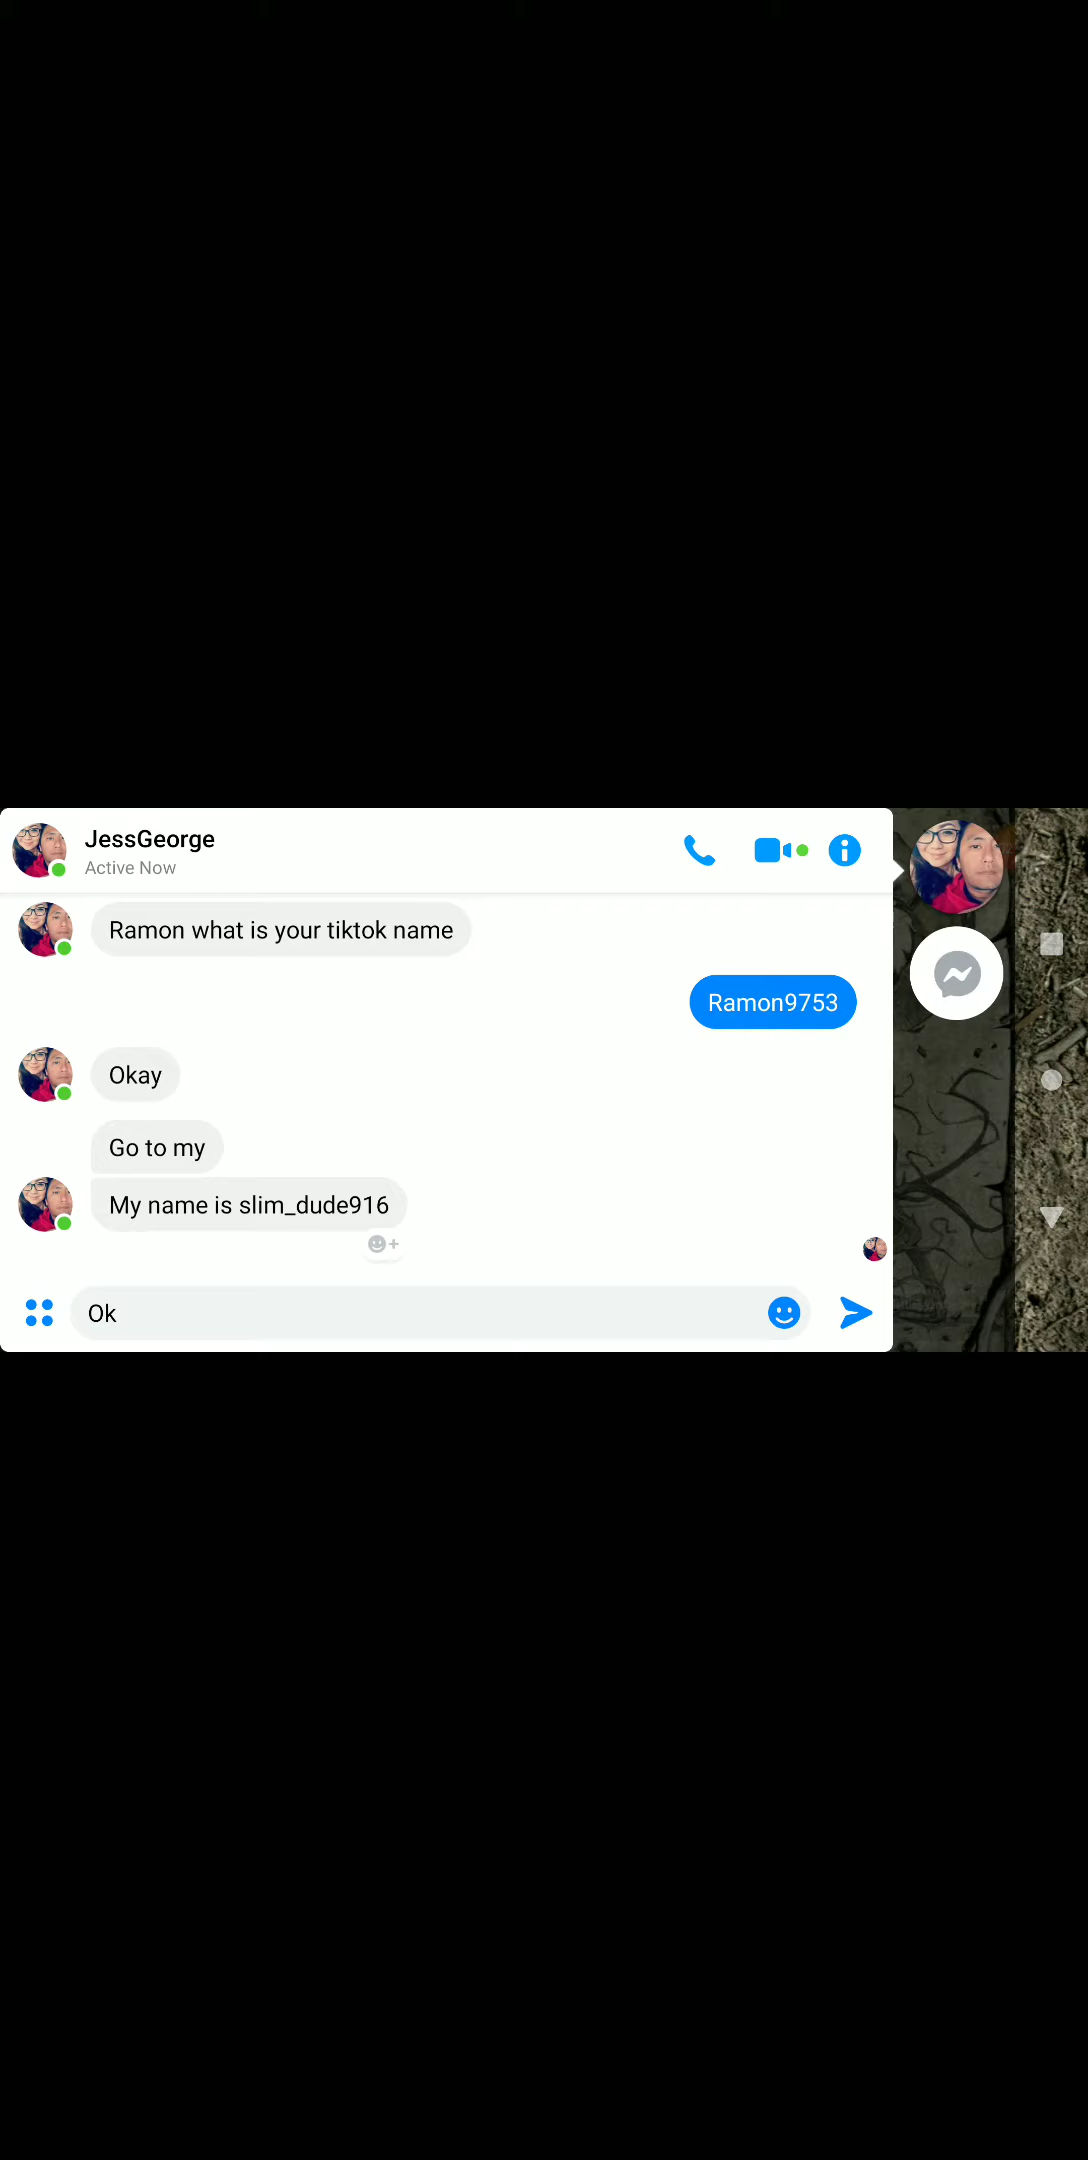 JessGeorge
Active Now
Ramon what is your tiktok name
Ramon9753
Okay
Go to my
My name is slim_dude916
Ok